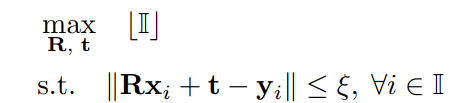 max ⌊𝕀⌋
R, t
s.t. ‖Rxᵢ + t − yᵢ‖ ≤ ξ, ∀i ∈ 𝕀